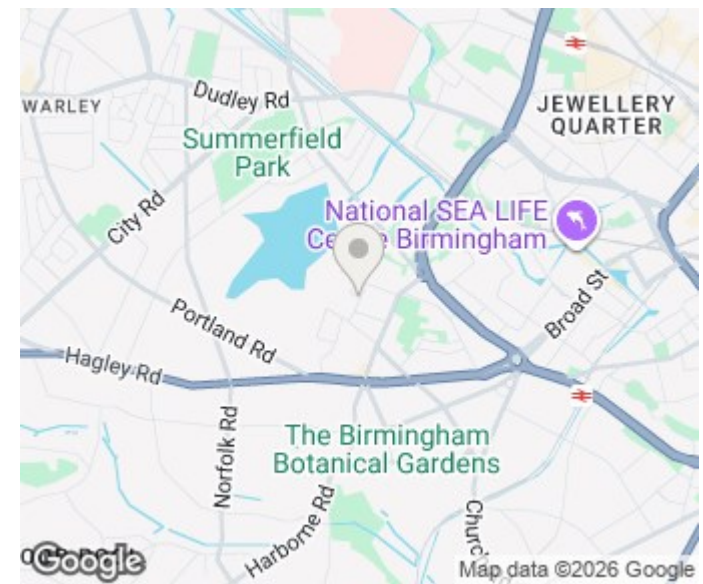 Dudley Rd
WARLEY
JEWELLERY
QUARTER
Summerfield
Park
City Rd
National SEA LIFE
Birmingham
Broad St
Portland Rd
Hagley Rd
Norfolk Rd
The Birmingham
Botanical Gardens
Harborne Rd
Google
Map data ©2026 Google